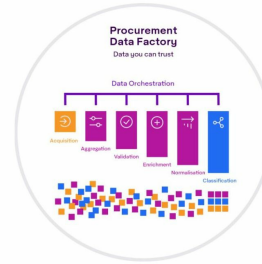 Procurement
Data Factory
Data you can trust
Data Orchestration
Acquisition
Aggregation
Validation
Enrichment
Normalisation
Classification